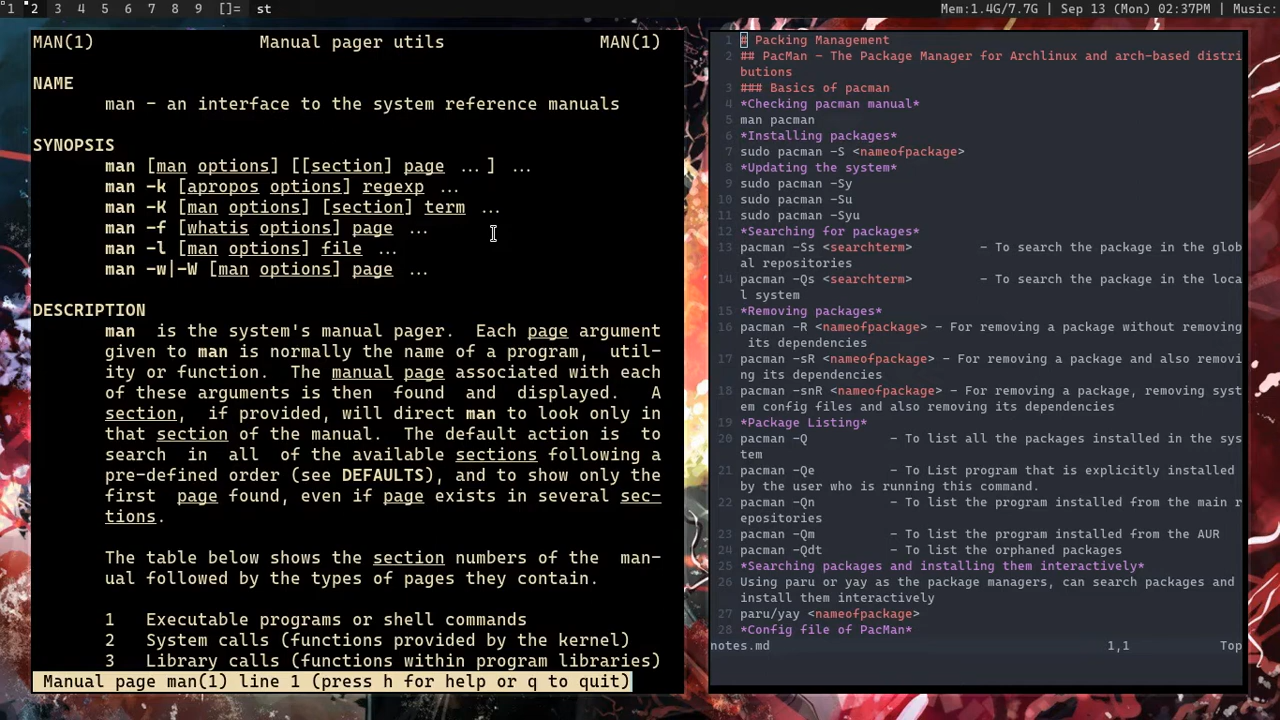 1 2 3 4 5 6 7 8 9 []= st Mem:1.4G/7.7G | Sep 13 (Mon) 02:37PM | Music:
MAN(1) Manual pager utils MAN(1)
NAME
man - an interface to the system reference manuals
SYNOPSIS
man [man options] [[section] page ...] ...
man -k [apropos options] regexp ...
man -K [man options] [section] term ...
man -f [whatis options] page ...
man -l [man options] file ...
man -w|-W [man options] page ...
DESCRIPTION
man is the system's manual pager. Each page argument
given to man is normally the name of a program, util-
ity or function. The manual page associated with each
of these arguments is then found and displayed. A
section, if provided, will direct man to look only in
that section of the manual. The default action is to
search in all of the available sections following a
pre-defined order (see DEFAULTS), and to show only the
first page found, even if page exists in several sec-
tions.
The table below shows the section numbers of the man-
ual followed by the types of pages they contain.
1 Executable programs or shell commands
2 System calls (functions provided by the kernel)
3 Library calls (functions within program libraries)
Manual page man(1) line 1 (press h for help or q to quit)
1 # Packing Management
2 ## PacMan - The Package Manager for Archlinux and arch-based distri
butions
3 ### Basics of pacman
4 *Checking pacman manual*
5 man pacman
6 *Installing packages*
7 sudo pacman -S <nameofpackage>
8 *Updating the system*
9 sudo pacman -Sy
10 sudo pacman -Su
11 sudo pacman -Syu
12 *Searching for packages*
13 pacman -Ss <searchterm> - To search the package in the glob
al repositories
14 pacman -Qs <searchterm> - To search the package in the loca
l system
15 *Removing packages*
16 pacman -R <nameofpackage> - For removing a package without removing
its dependencies
17 pacman -sR <nameofpackage> - For removing a package and also removi
ng its dependencies
18 pacman -snR <nameofpackage> - For removing a package, removing syst
em config files and also removing its dependencies
19 *Package Listing*
20 pacman -Q - To list all the packages installed in the sys
tem
21 pacman -Qe - To List program that is explicitly installed
by the user who is running this command.
22 pacman -Qn - To list the program installed from the main r
epositories
23 pacman -Qm - To list the program installed from the AUR
24 pacman -Qdt - To list the orphaned packages
25 *Searching packages and installing them interactively*
26 Using paru or yay as the package managers, can search packages and
install them interactively
27 paru/yay <nameofpackage>
28 *Config file of PacMan*
notes.md 1,1 Top